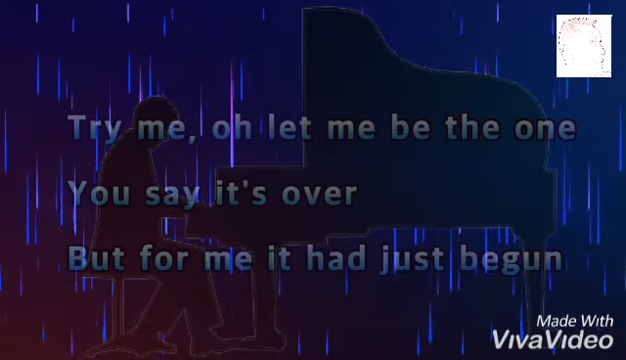 Try me, oh let me be the one
You say it's over
But for me it had just begun
Made With
VivaVideo